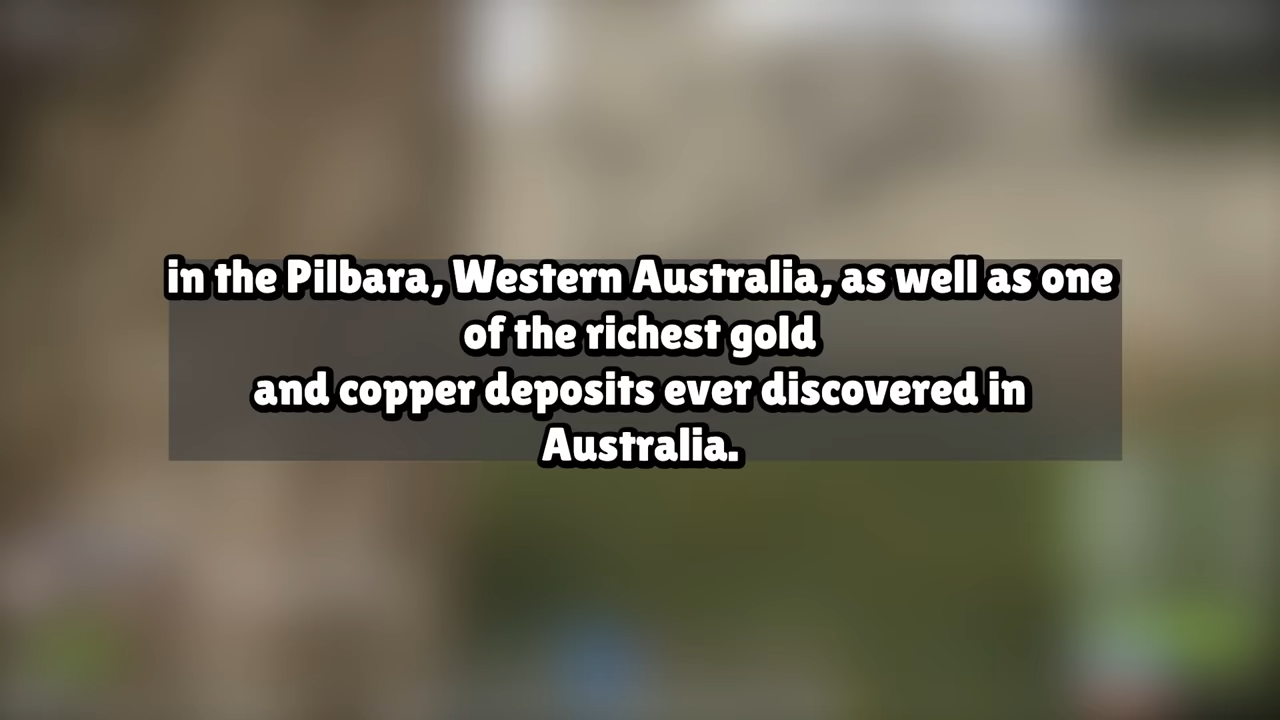 in the Pilbara, Western Australia, as well as one
of the richest gold
and copper deposits ever discovered in
Australia.